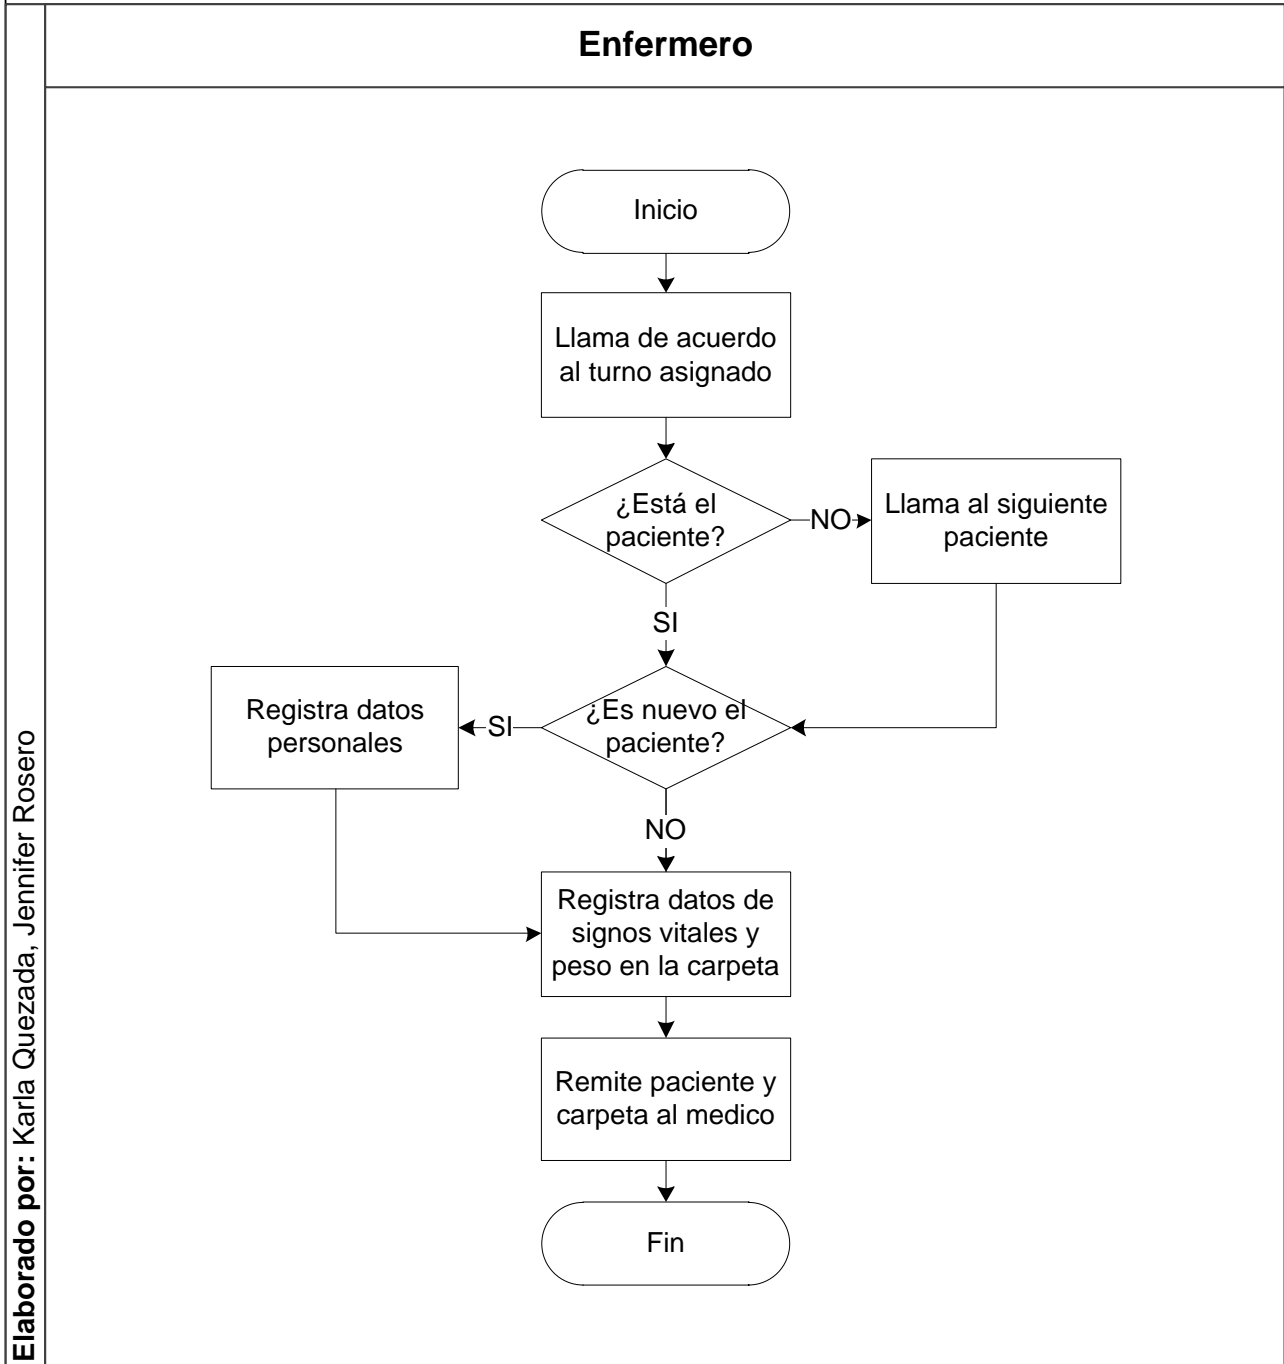 Enfermero
Inicio
Llama de acuerdo
al turno asignado
¿Está el
paciente?
NO
Llama al siguiente
paciente
SI
¿Es nuevo el
paciente?
SI
Registra datos
personales
NO
Registra datos de
signos vitales y
peso en la carpeta
Remite paciente y
carpeta al medico
Fin
Elaborado por: Karla Quezada, Jennifer Rosero